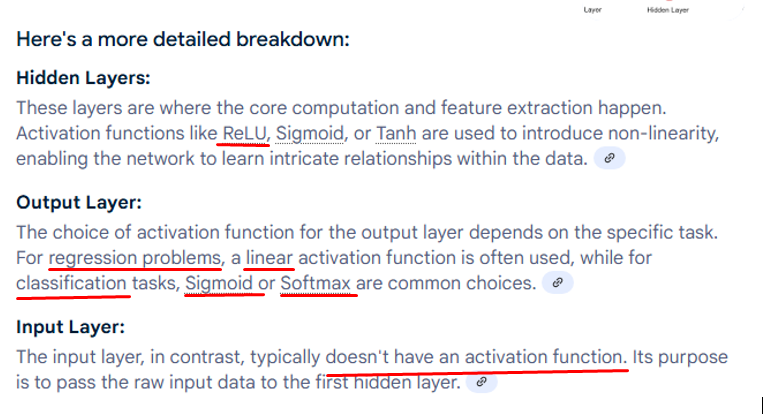 Layer Hidden Layer
Here's a more detailed breakdown:
Hidden Layers:
These layers are where the core computation and feature extraction happen.
Activation functions like ReLU, Sigmoid, or Tanh are used to introduce non-linearity,
enabling the network to learn intricate relationships within the data.
Output Layer:
The choice of activation function for the output layer depends on the specific task.
For regression problems, a linear activation function is often used, while for
classification tasks, Sigmoid or Softmax are common choices.
Input Layer:
The input layer, in contrast, typically doesn't have an activation function. Its purpose
is to pass the raw input data to the first hidden layer.